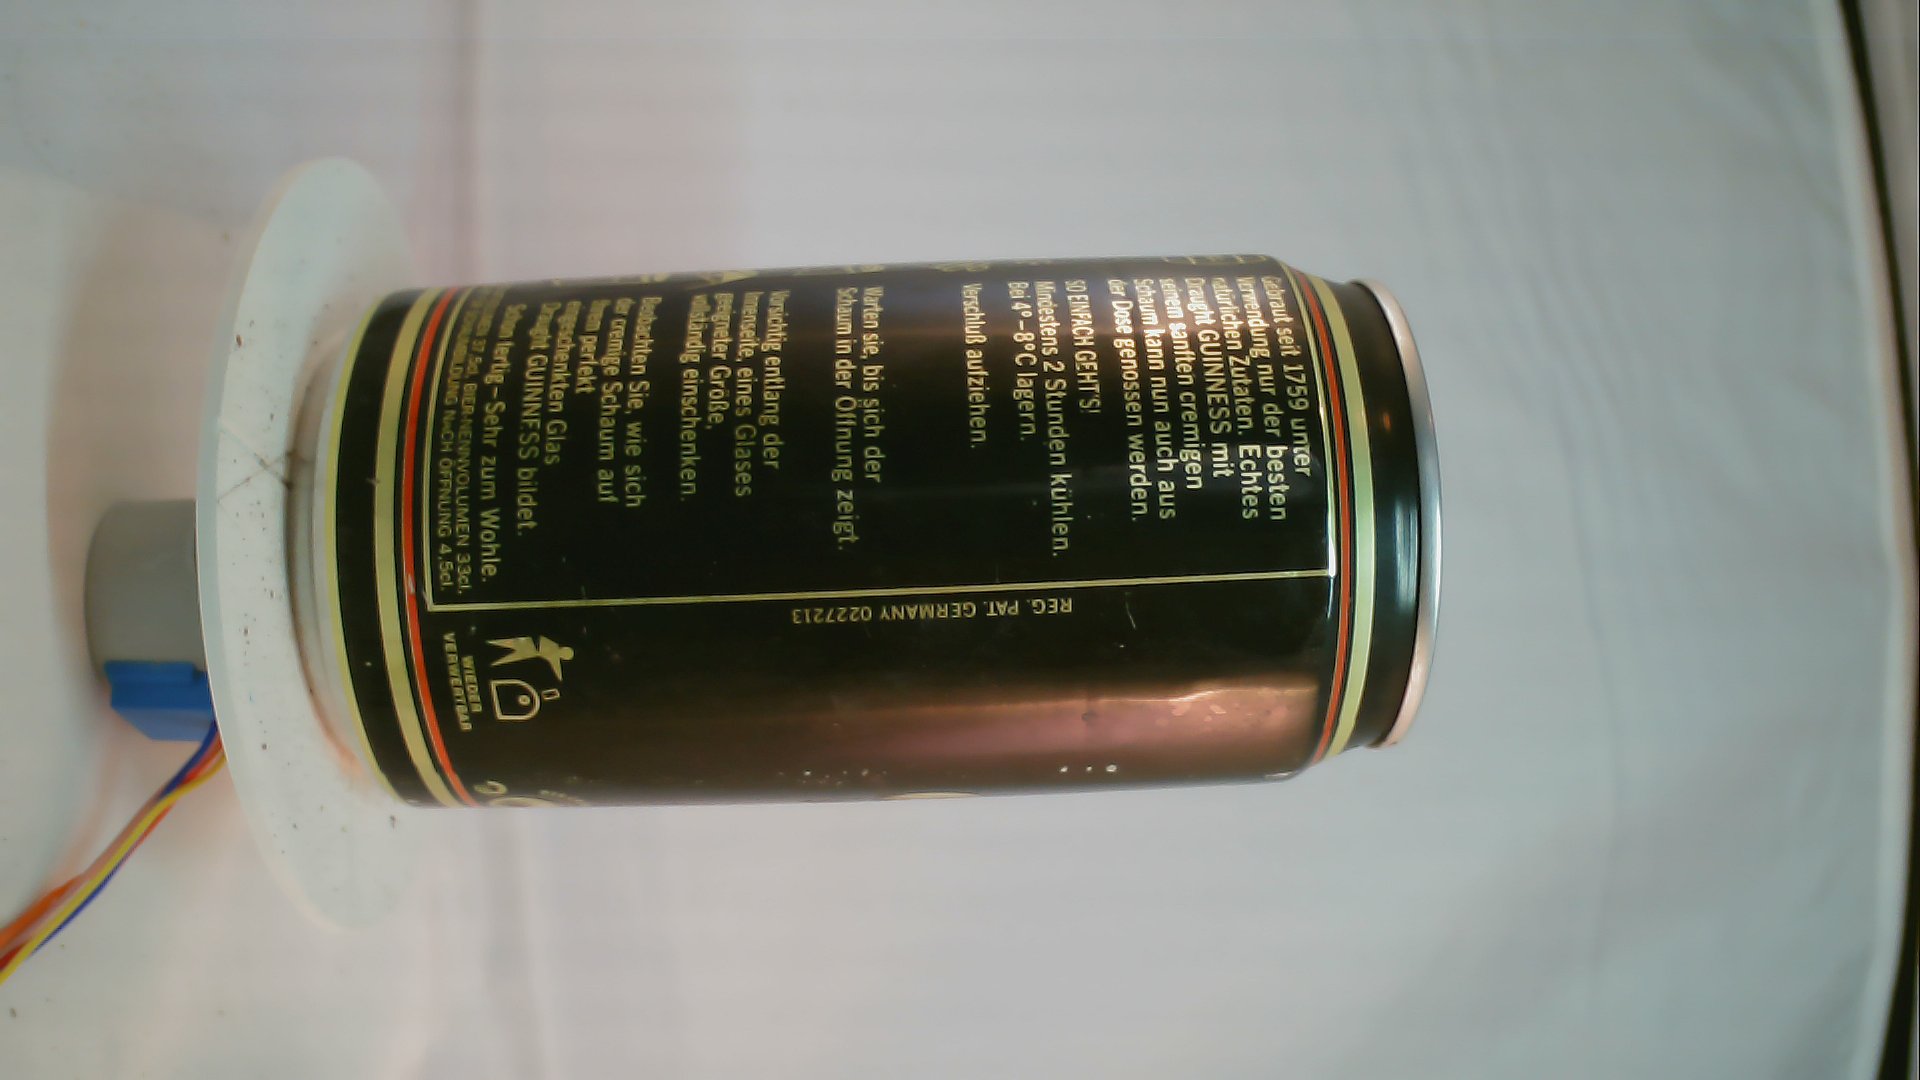 Gebraut seit 1759 unter
Verwendung nur der besten
natürlichen Zutaten. Echtes
Draught GUINNESS mit
seinem sanften cremigen
Schaum kann nun auch aus
der Dose genossen werden.
SO EINFACH GEHT'S!
Mindestens 2 Stunden kühlen.
Bei 4º-8ºC lagern.
Verschluß aufziehen.
Warten sie, bis sich der
Schaum in der Öffnung zeigt.
Vorsichtig entlang der
Innenseite, eines Glases
geeigneter Größe,
vollständig einschenken.
Beobachten Sie, wie sich
der cremige Schaum auf
Ihrem perfekt
eingeschenkten Glas
Draught GUINNESS bildet.
Schon fertig-Sehr zum Wohle.
37,5cl, BIER-NENNVOLUMEN 33cl.
NACH ÖFFNUNG 4,5cl.
REG. PAT. GERMANY 0227213
WIEDER
VERWERTBAR